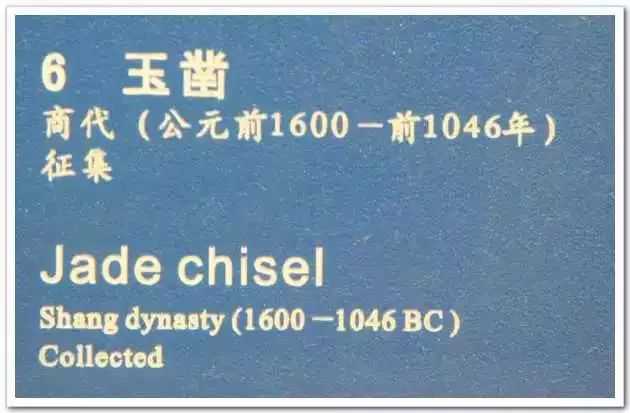 6 玉凿
商代（公元前1600－前1046年）
征集
Jade chisel
Shang dynasty (1600－1046 BC)
Collected